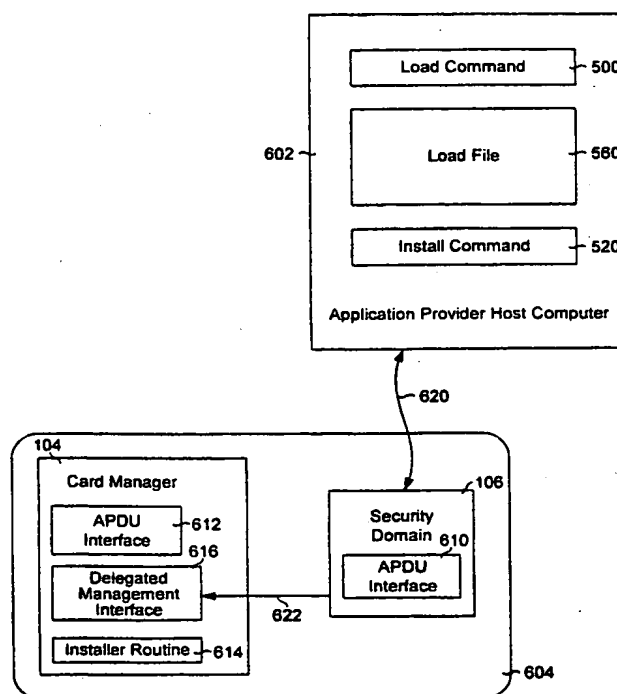 Load Command
500
602
Load File
560
Install Command
520
Application Provider Host Computer
620
104
Card Manager
106
APDU
Interface
612
616
Security
Domain
610
APDU
Interface
Delegated
Management
Interface
622
Installer Routine
614
604